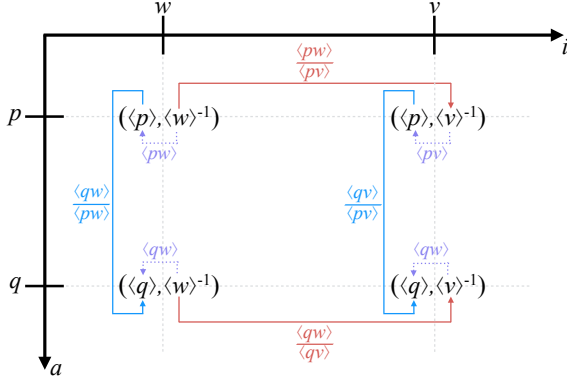 w v
i
⟨pw⟩/⟨pv⟩
p (⟨p⟩,⟨w⟩⁻¹) (⟨p⟩,⟨v⟩⁻¹)
⟨pw⟩ ⟨pv⟩
⟨qw⟩/⟨pw⟩ ⟨qv⟩/⟨pv⟩
⟨qw⟩ ⟨qw⟩
q (⟨q⟩,⟨w⟩⁻¹) (⟨q⟩,⟨v⟩⁻¹)
⟨qw⟩/⟨qv⟩
a